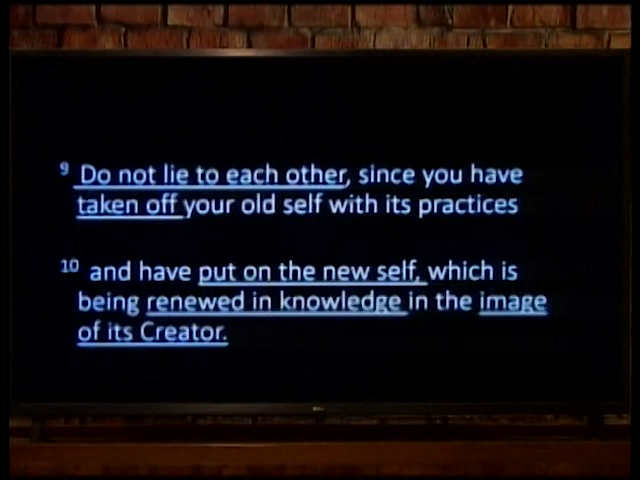 9 Do not lie to each other, since you have
taken off your old self with its practices
10 and have put on the new self, which is
being renewed in knowledge in the image
of its Creator.